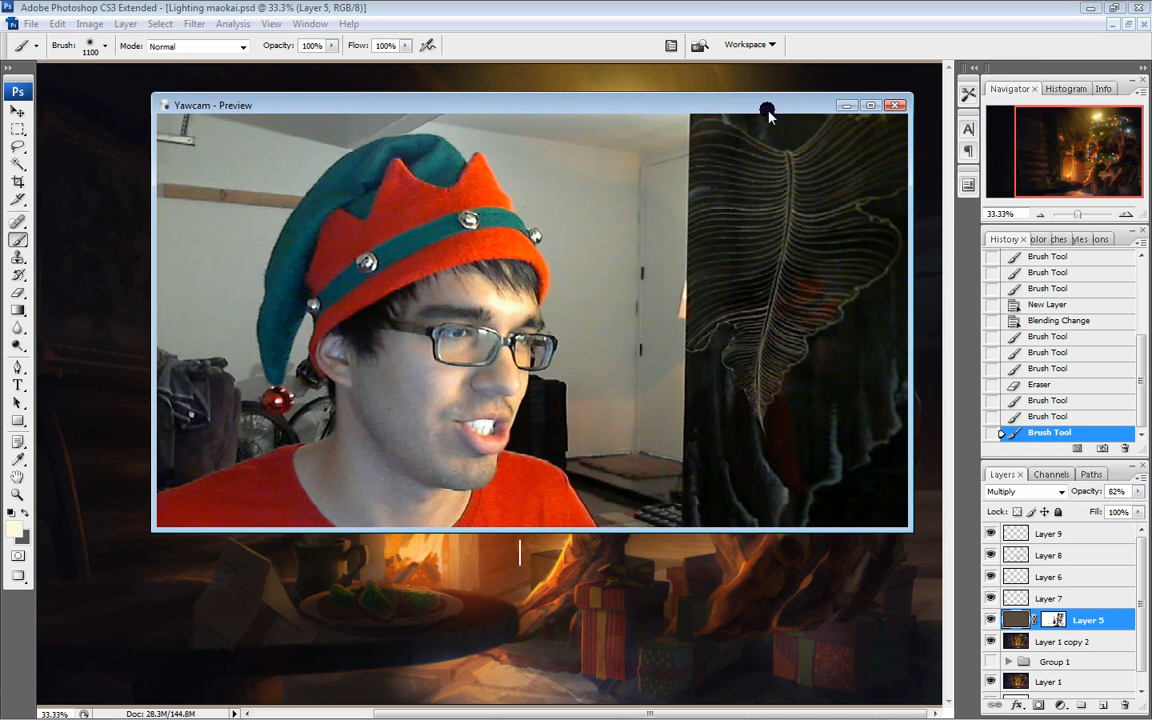 Adobe Photoshop CS3 Extended - [Lighting maokai.psd @ 33.3% (Layer 5, RGB/8)]
File Edit Image Layer Select Filter Analysis View Window Help
Brush: 1100 Mode: Normal Opacity: 100% Flow: 100% Workspace
Ps
Yawcam - Preview
Navigator Histogram Info
33.33%
History olor ches yles ions
Brush Tool
Brush Tool
Brush Tool
New Layer
Blending Change
Brush Tool
Brush Tool
Brush Tool
Eraser
Brush Tool
Brush Tool
Brush Tool
Layers Channels Paths
Multiply Opacity: 82%
Lock: Fill: 100%
Layer 9
Layer 8
Layer 6
Layer 7
Layer 5
Layer 1 copy 2
Group 1
Layer 1
33.33% Doc: 28.3M/144.8M